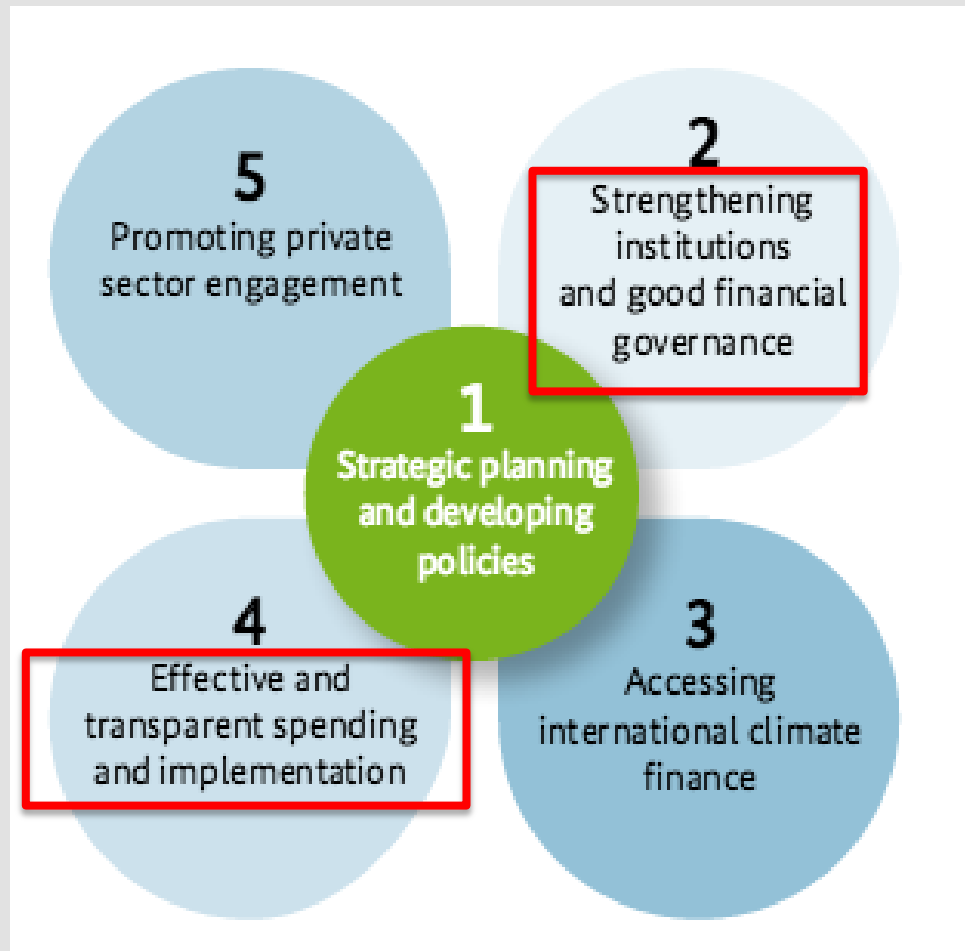 5
Promoting private
sector engagement
2
Strengthening
institutions
and good financial
governance
1
Strategic planning
and developing
policies
4
Effective and
transparent spending
and implementation
3
Accessing
international climate
finance